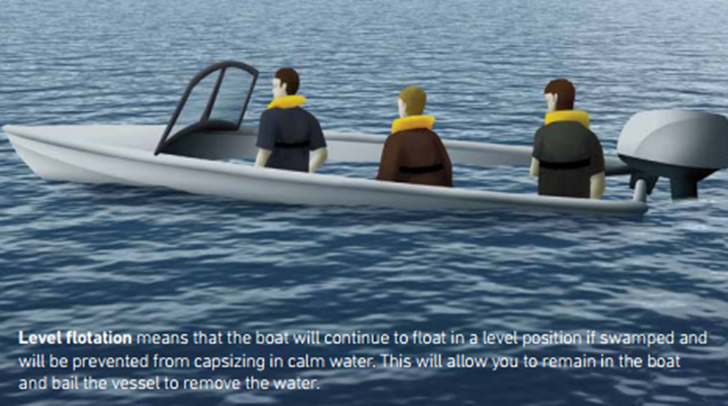 Level flotation means that the boat will continue to float in a level position if swamped and
will be prevented from capsizing in calm water. This will allow you to remain in the boat
and bail the vessel to remove the water.